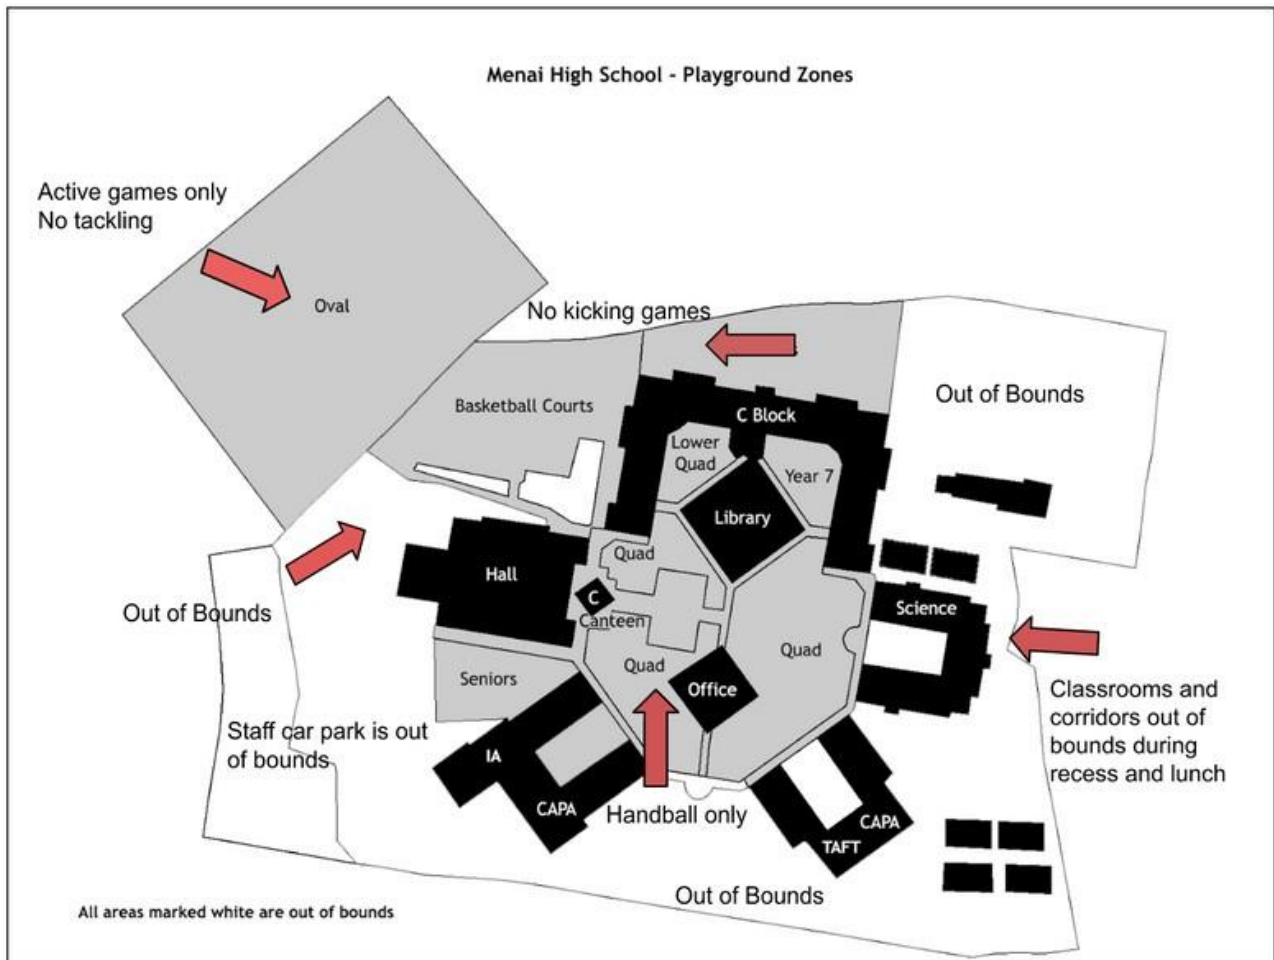 Menai High School - Playground Zones
Active games only
No tackling
Oval
No kicking games
Basketball Courts
C Block
Out of Bounds
Lower
Quad
Year 7
Library
Quad
Hall
C
Canteen
Science
Out of Bounds
Quad
Quad
Office
Seniors
Classrooms and
corridors out of
bounds during
recess and lunch
Staff car park is out
of bounds
IA
CAPA
Handball only
CAPA
TAFT
Out of Bounds
All areas marked white are out of bounds